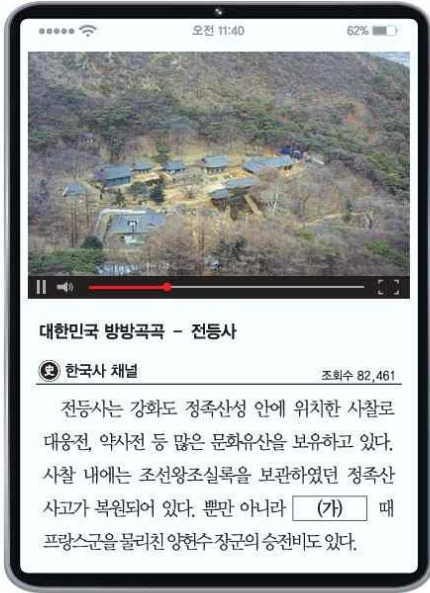 오전 11:40
62%
대한민국 방방곡곡 - 전등사
史 한국사 채널
조회수 82,461
전등사는 강화도 정족산성 안에 위치한 사찰로
대웅전, 약사전 등 많은 문화유산을 보유하고 있다.
사찰 내에는 조선왕조실록을 보관하였던 정족산
사고가 복원되어 있다. 뿐만 아니라 (가) 때
프랑스군을 물리친 양헌수 장군의 승전비도 있다.